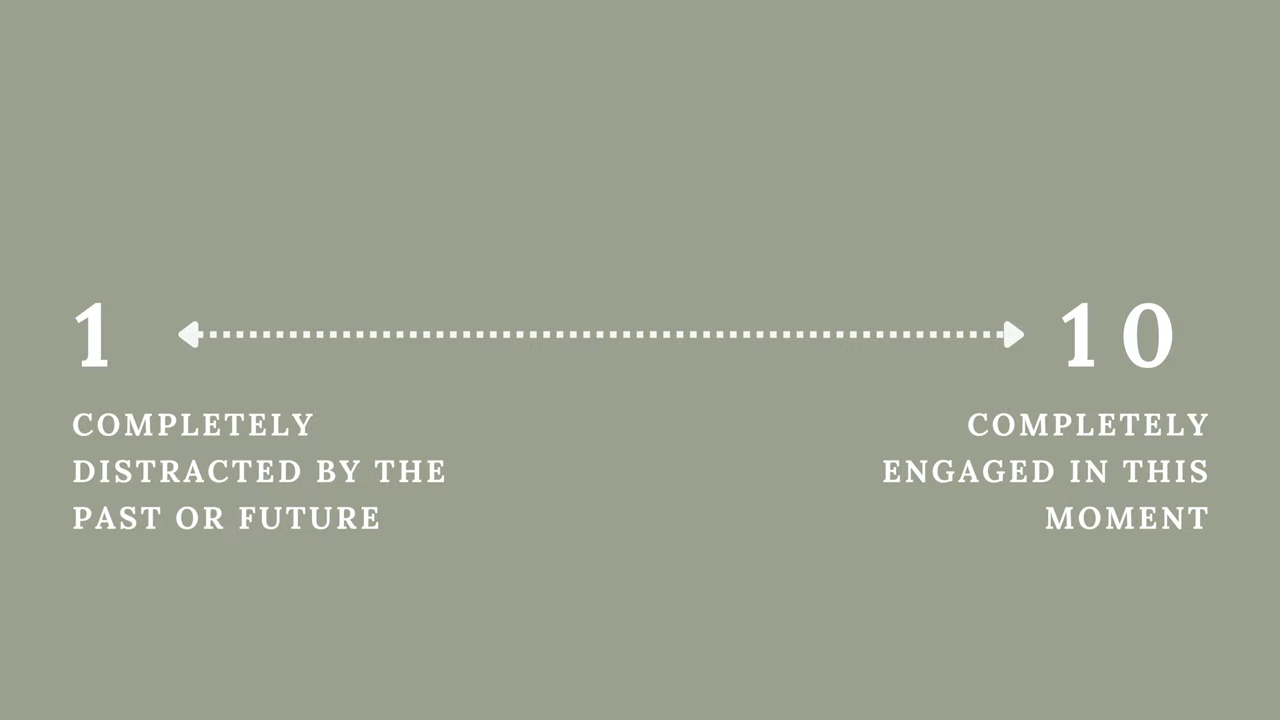 1 10
COMPLETELY
DISTRACTED BY THE
PAST OR FUTURE
COMPLETELY
ENGAGED IN THIS
MOMENT